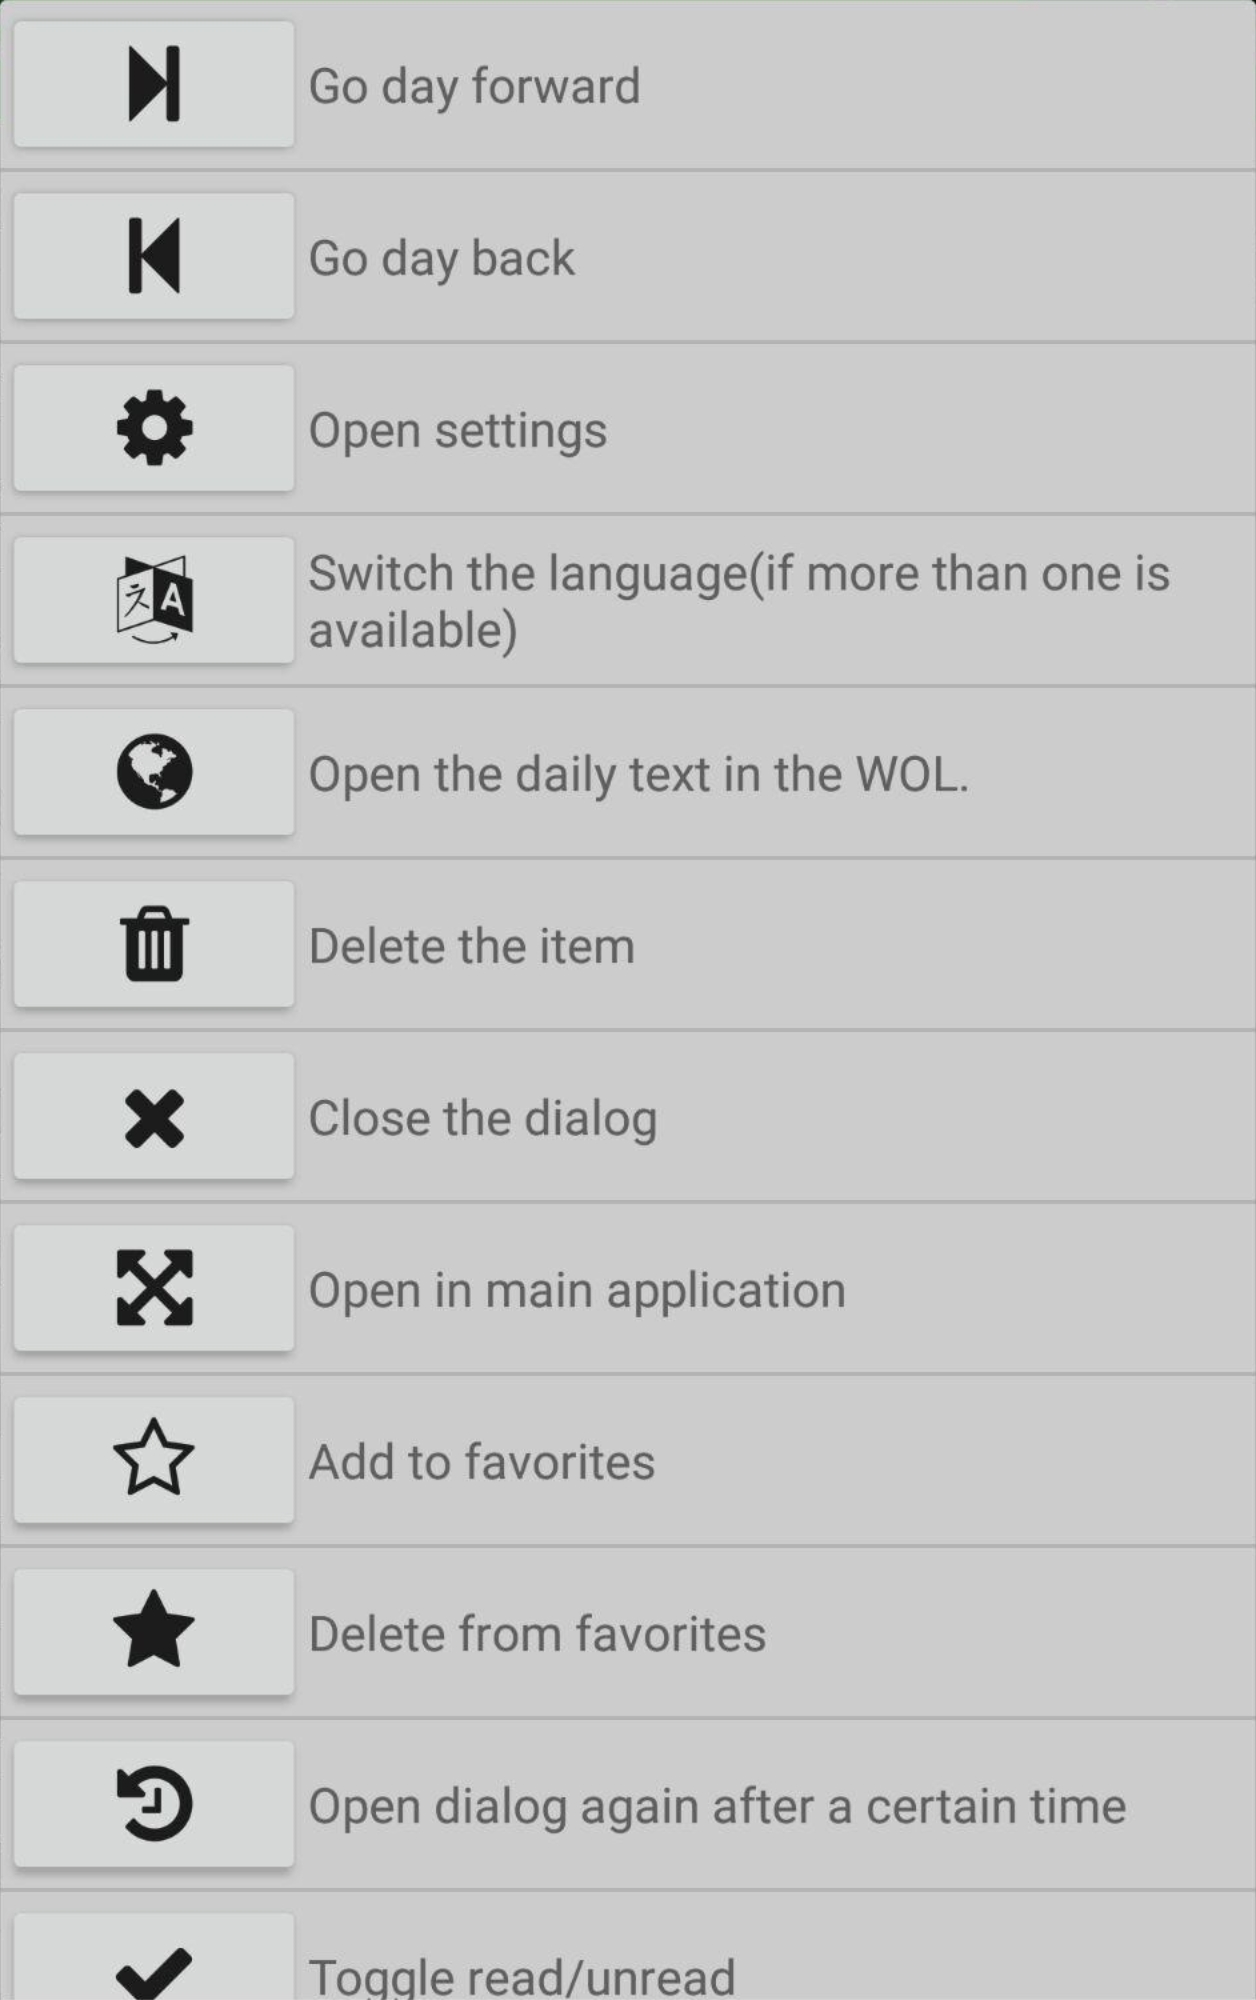 Go day forward
Go day back
Open settings
Switch the language(if more than one is
available)
Open the daily text in the WOL.
Delete the item
Close the dialog
Open in main application
Add to favorites
Delete from favorites
Open dialog again after a certain time
Toggle read/unread